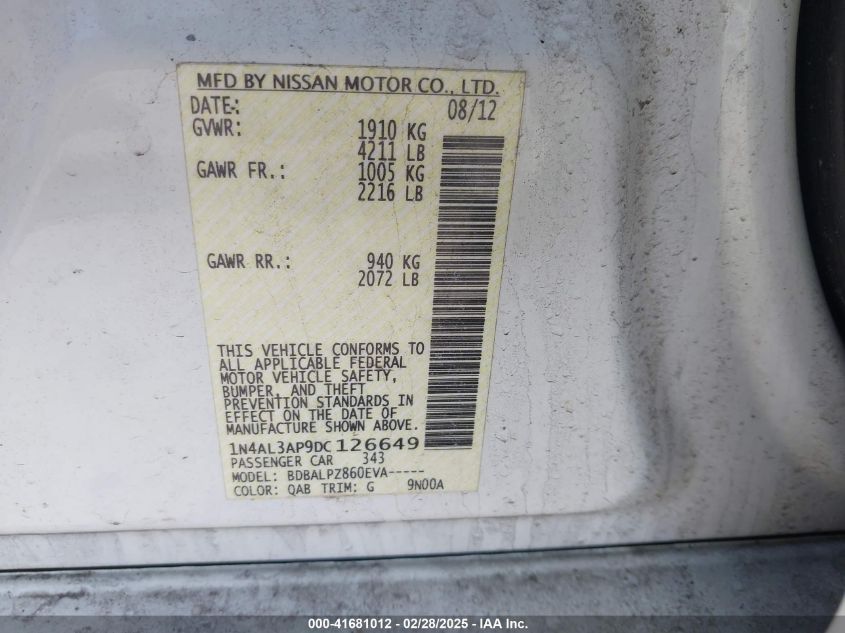 MFD BY NISSAN MOTOR CO., LTD.
DATE: 08/12
GVWR: 1910 KG
4211 LB
GAWR FR.: 1005 KG
2216 LB
GAWR RR.: 940 KG
2072 LB
THIS VEHICLE CONFORMS TO
ALL APPLICABLE FEDERAL
MOTOR VEHICLE SAFETY,
BUMPER, AND THEFT
PREVENTION STANDARDS IN
EFFECT ON THE DATE OF
MANUFACTURE SHOWN ABOVE.
1N4AL3AP9DC126649
PASSENGER CAR 343
MODEL: BDBALPZ860EVA-----
COLOR: QAB TRIM: G 9N00A
000-41681012 - 02/28/2025 - Copyright © IAA, Inc.